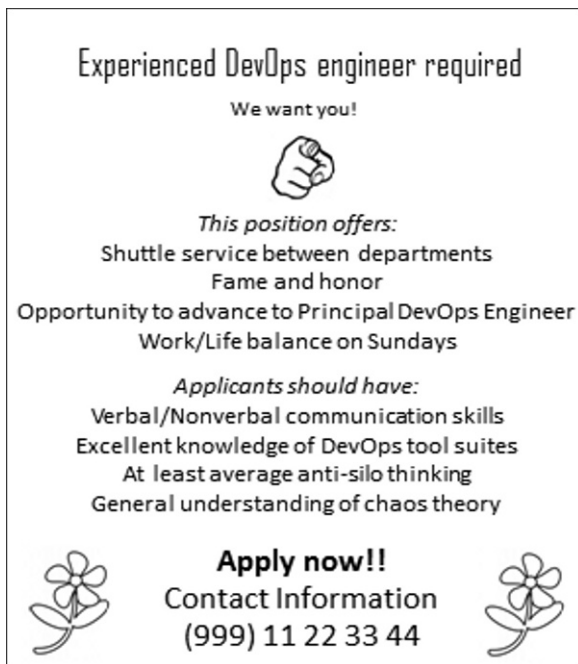 Experienced DevOps engineer required
We want you!
This position offers:
Shuttle service between departments
Fame and honor
Opportunity to advance to Principal DevOps Engineer
Work/Life balance on Sundays
Applicants should have:
Verbal/Nonverbal communication skills
Excellent knowledge of DevOps tool suites
At least average anti-silo thinking
General understanding of chaos theory
Apply now!!
Contact Information
(999) 11 22 33 44